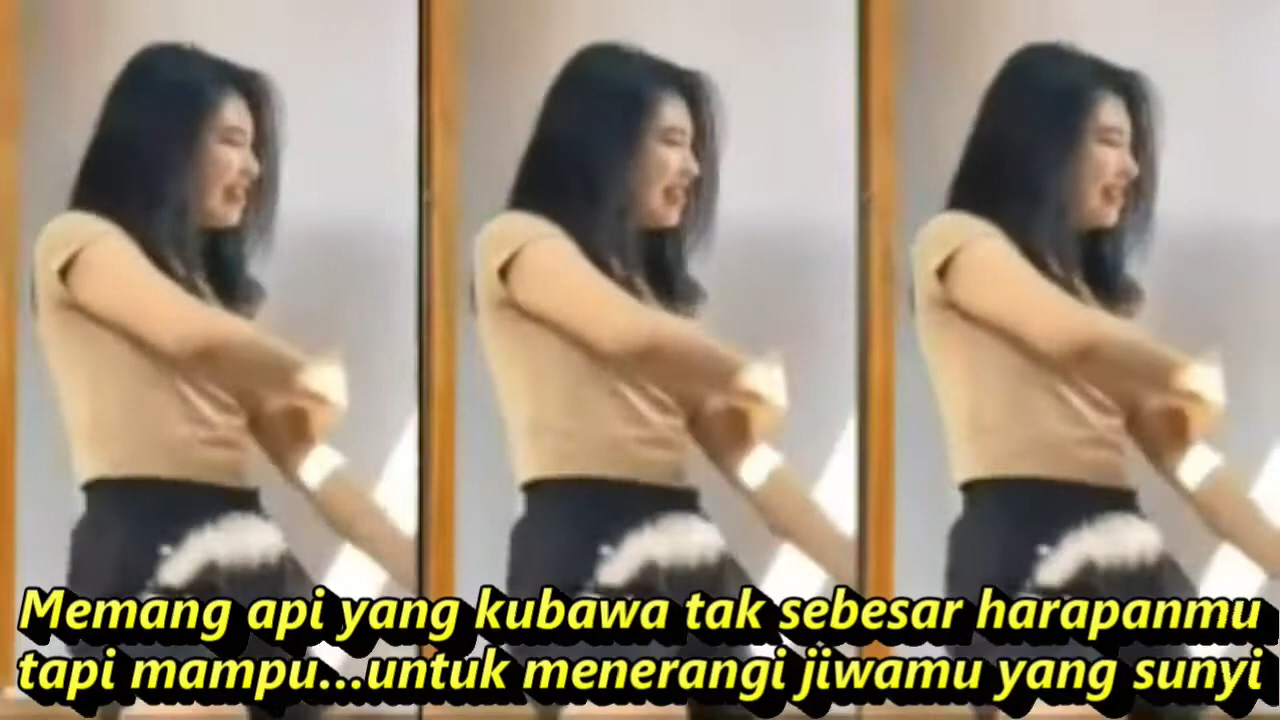 Memang api yang kubawa tak sebesar harapanmu
tapi mampu...untuk menerangi jiwamu yang sunyi